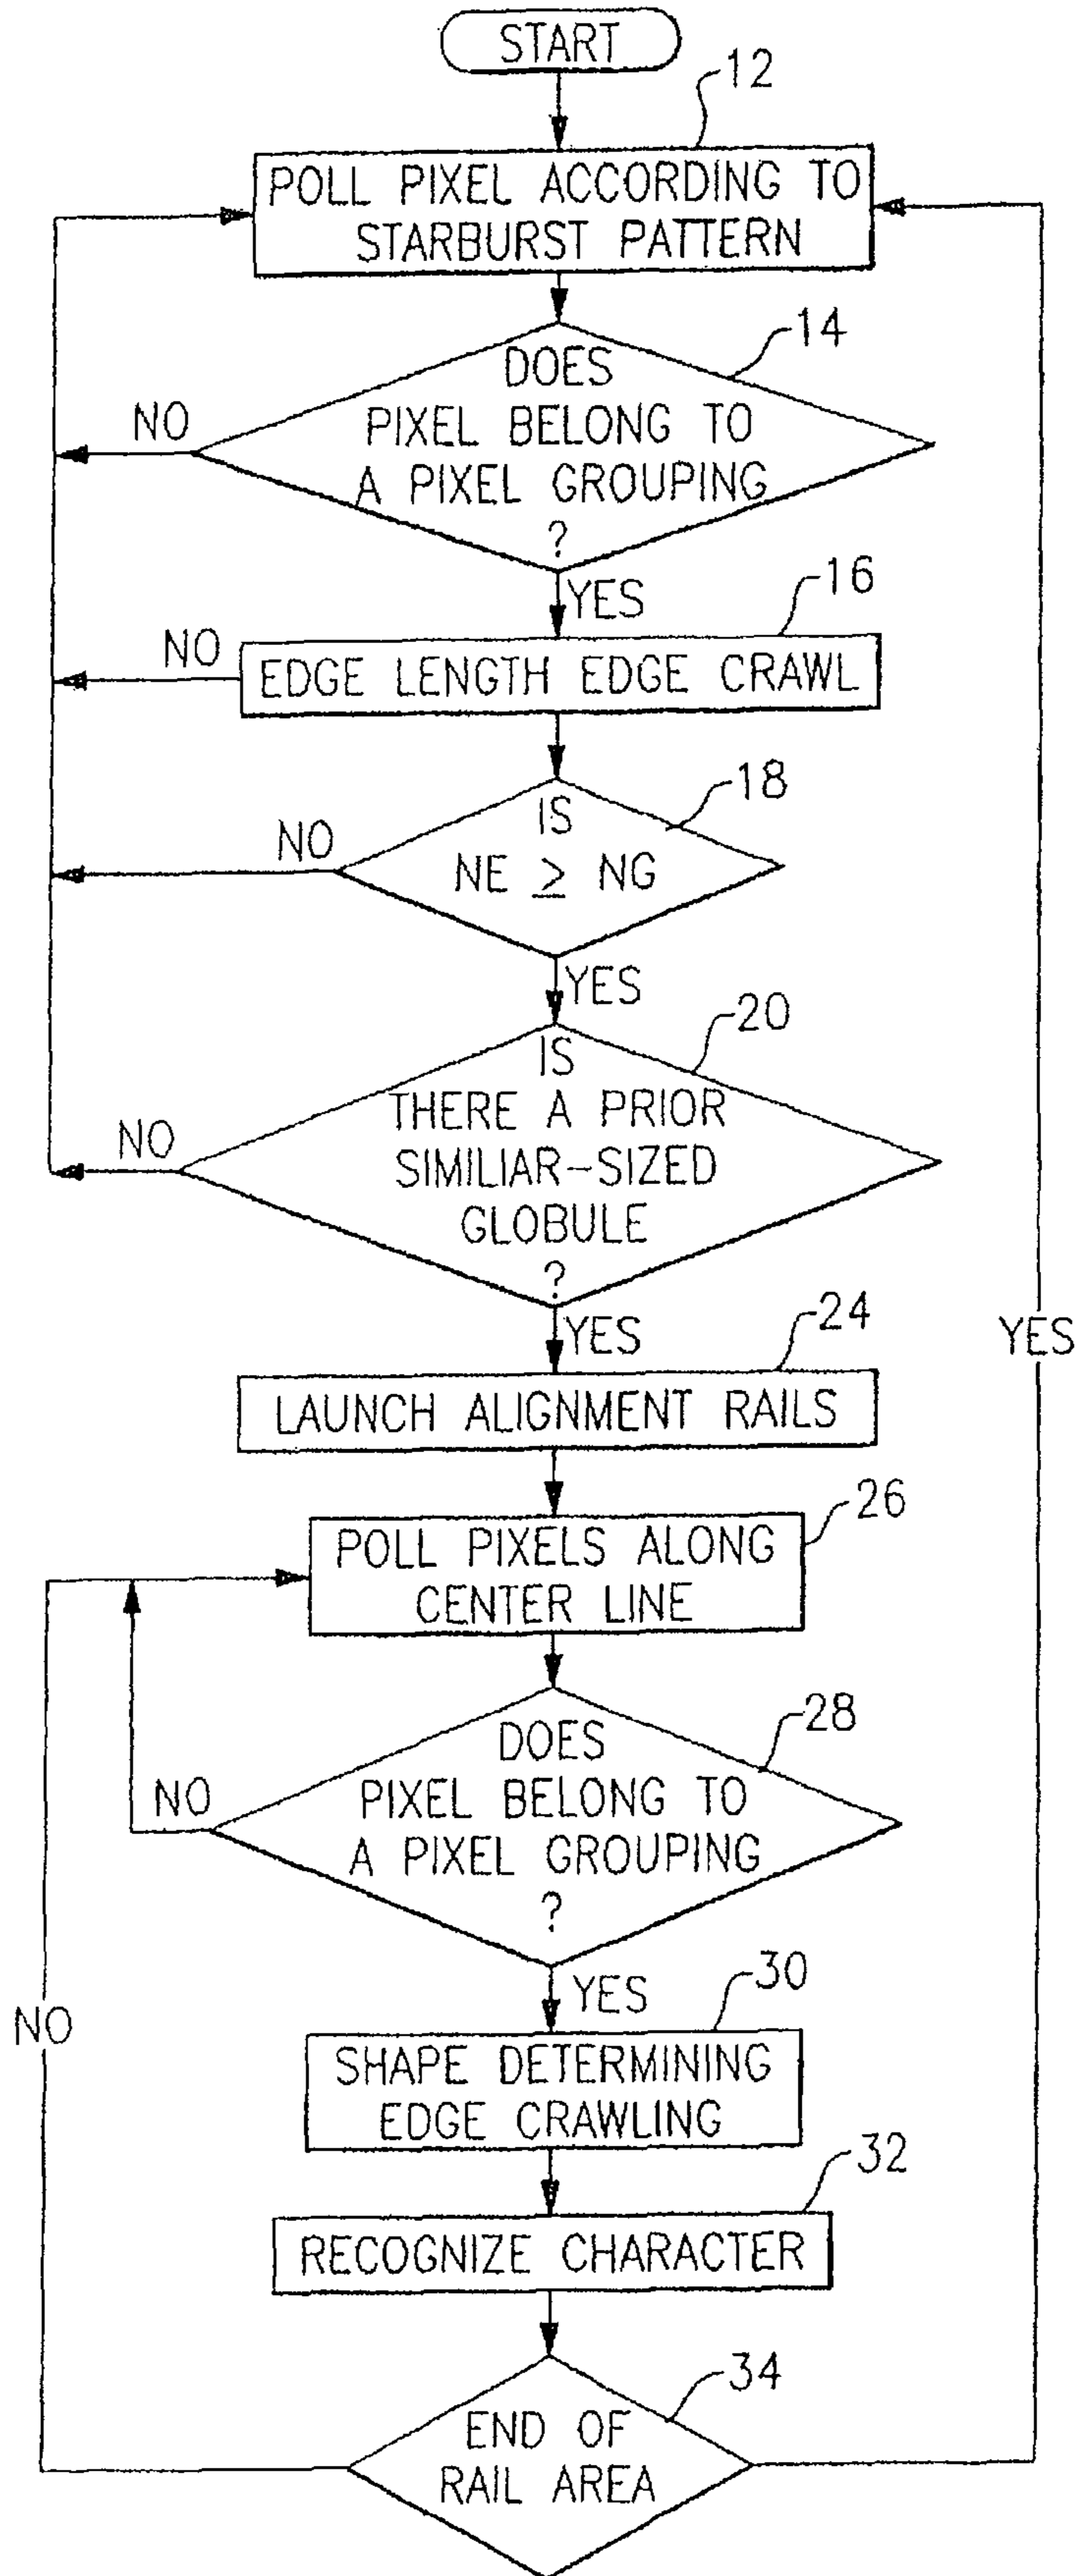 START
12
POLL PIXEL ACCORDING TO
STARBURST PATTERN
14
DOES
PIXEL BELONG TO
A PIXEL GROUPING
?
NO
YES
16
NO
EDGE LENGTH EDGE CRAWL
18
IS
NE ≥ NG
NO
YES
20
IS
THERE A PRIOR
SIMILIAR-SIZED
GLOBULE
?
NO
YES
YES
24
LAUNCH ALIGNMENT RAILS
26
POLL PIXELS ALONG
CENTER LINE
28
DOES
PIXEL BELONG TO
A PIXEL GROUPING
?
NO
YES
NO
30
SHAPE DETERMINING
EDGE CRAWLING
32
RECOGNIZE CHARACTER
34
END OF
RAIL AREA